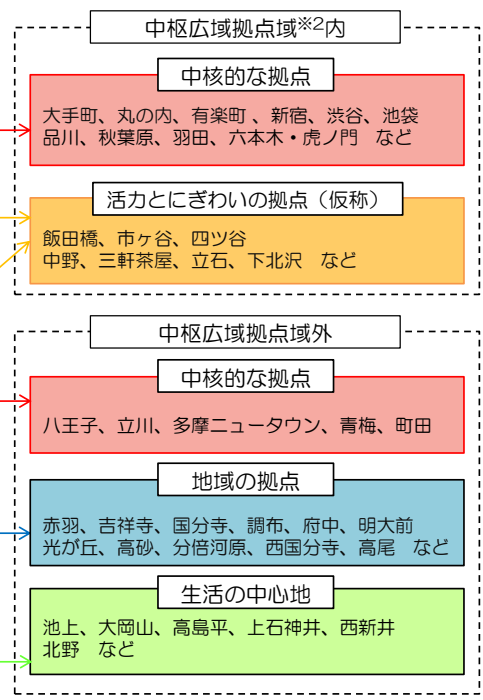 中枢広域拠点域※2内
中核的な拠点
大手町、丸の内、有楽町 、新宿、渋谷、池袋
品川、秋葉原、羽田、六本木・虎ノ門　など
活力とにぎわいの拠点（仮称）
飯田橋、市ヶ谷、四ツ谷
中野、三軒茶屋、立石、下北沢　など
中枢広域拠点域外
中核的な拠点
八王子、立川、多摩ニュータウン、青梅、町田
地域の拠点
赤羽、吉祥寺、国分寺、調布、府中、明大前
光が丘、高砂、分倍河原、西国分寺、高尾　など
生活の中心地
池上、大岡山、高島平、上石神井、西新井
北野　など